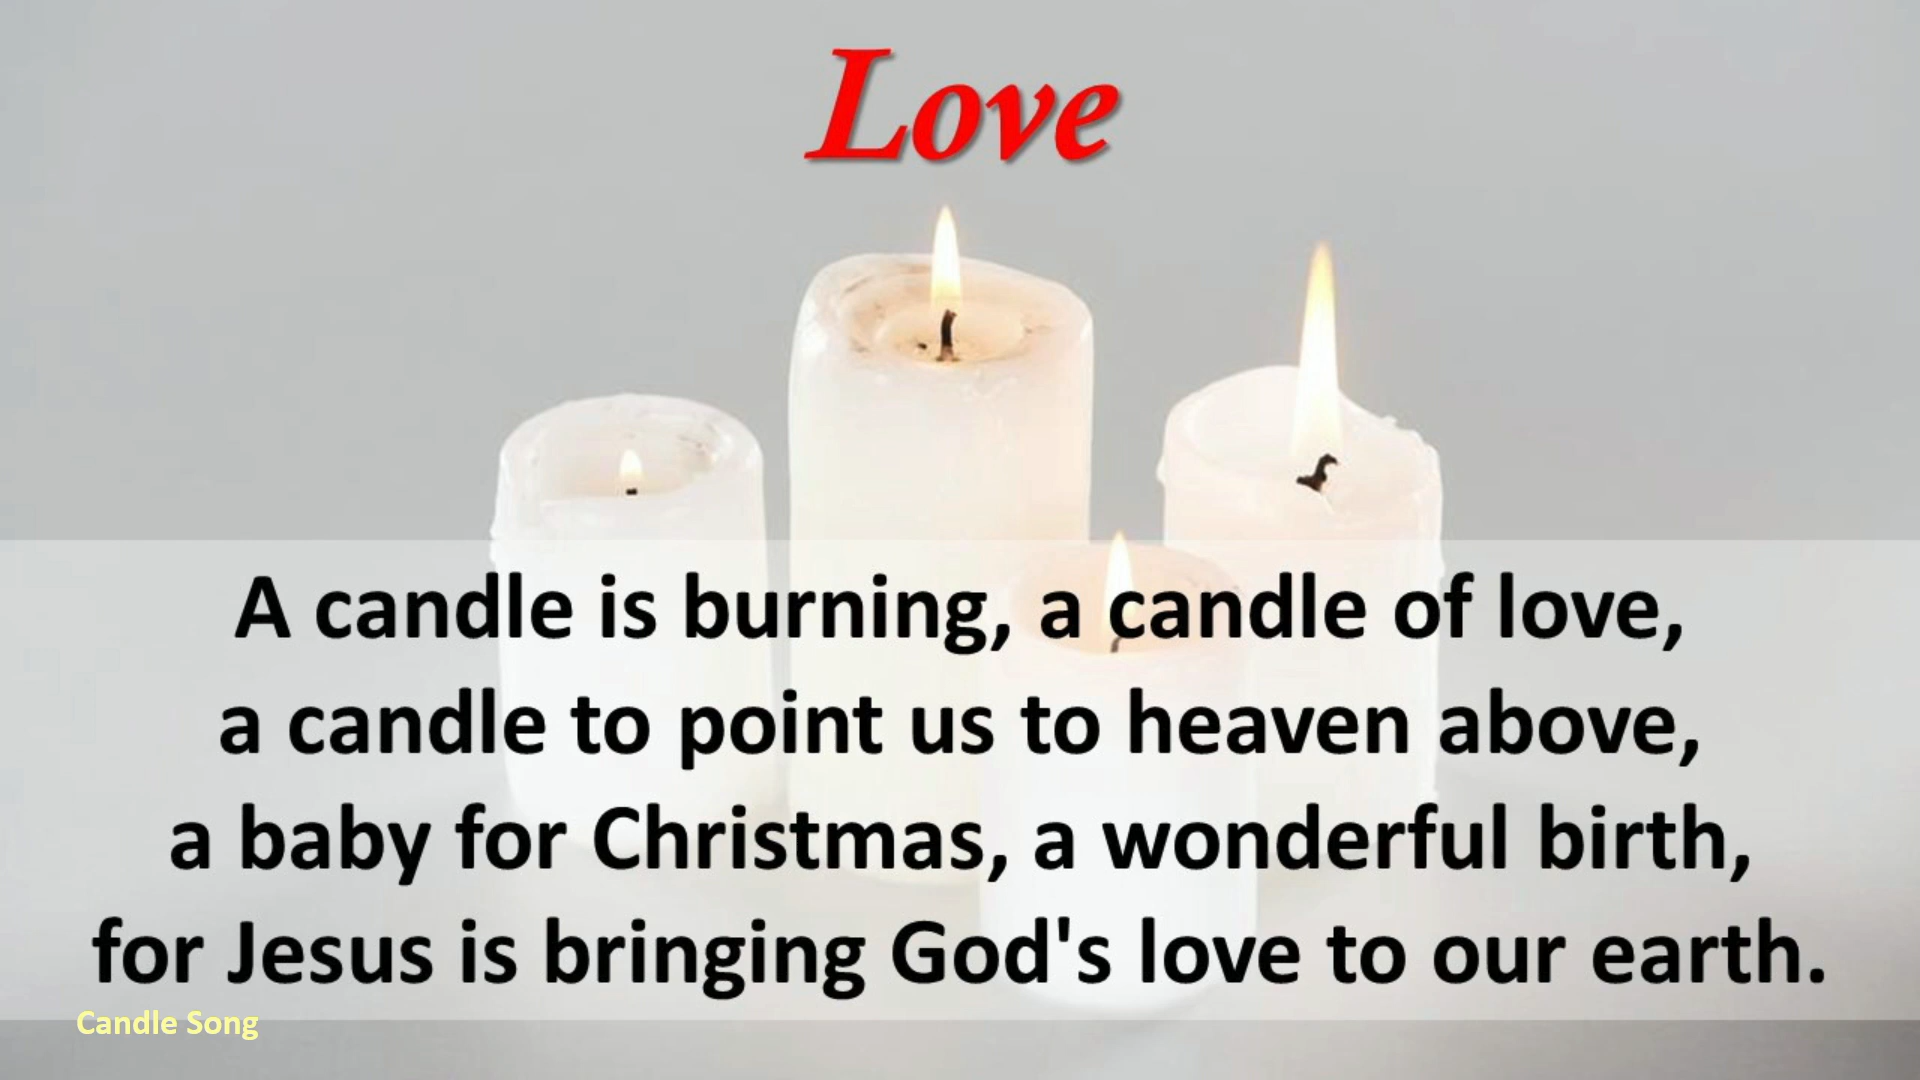 Love
A candle is burning, a candle of love,
a candle to point us to heaven above,
a baby for Christmas, a wonderful birth,
for Jesus is bringing God's love to our earth.
Candle Song